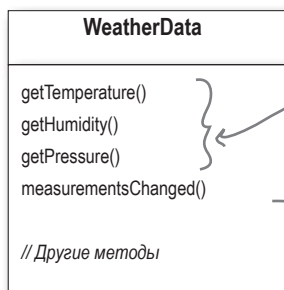 WeatherData
getTemperature()
getHumidity()
getPressure()
measurementsChanged()
// Другие методы